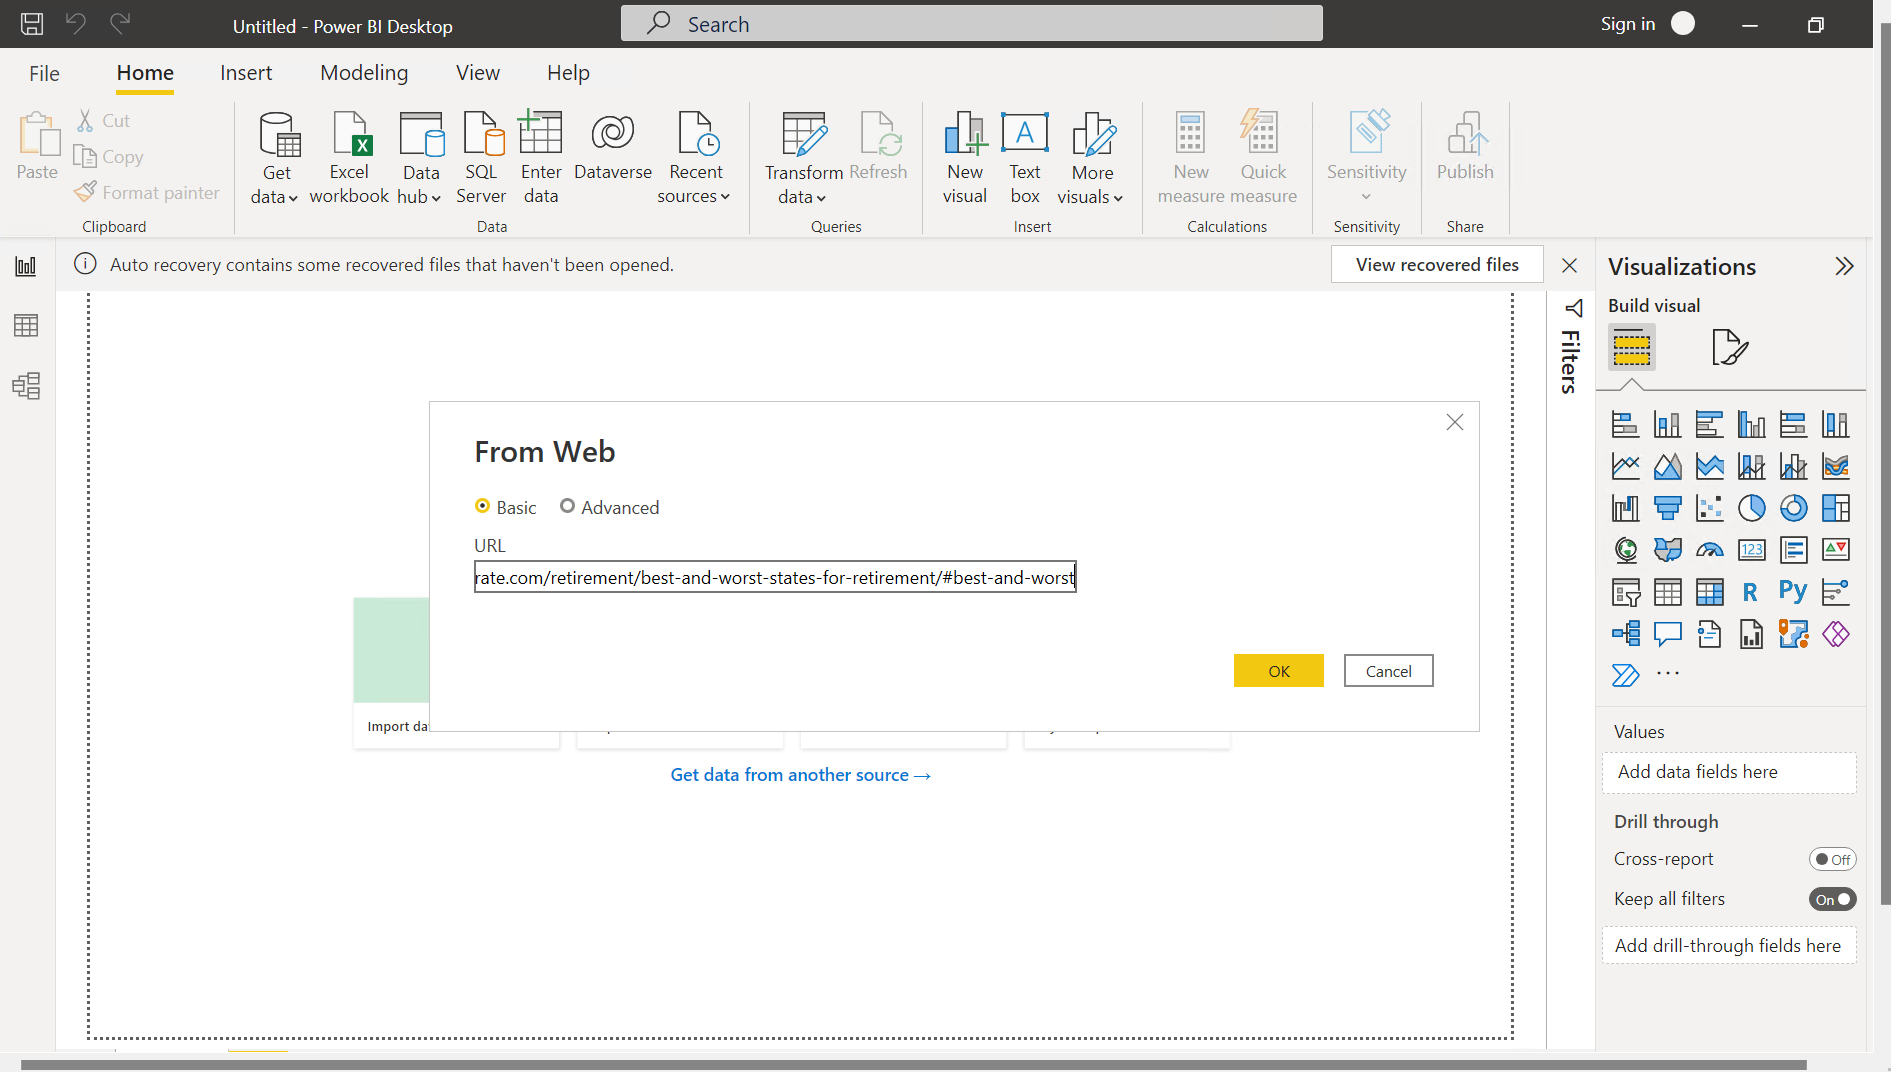 Untitled - Power BI Desktop
Search
Sign in
File
Home
Insert
Modeling
View
Help
Paste
Cut
Copy
Format painter
Clipboard
Get data
Excel workbook
Data hub
SQL Server
Enter data
Dataverse
Recent sources
Data
Transform data
Refresh
Queries
New visual
Text box
More visuals
Insert
New measure
Quick measure
Calculations
Sensitivity
Sensitivity
Publish
Share
Auto recovery contains some recovered files that haven't been opened.
View recovered files
From Web
Basic
Advanced
URL
rate.com/retirement/best-and-worst-states-for-retirement/#best-and-worst
OK
Cancel
Import da
Get data from another source →
Filters
Visualizations
Build visual
123
R
Py
Values
Add data fields here
Drill through
Cross-report
Off
Keep all filters
On
Add drill-through fields here